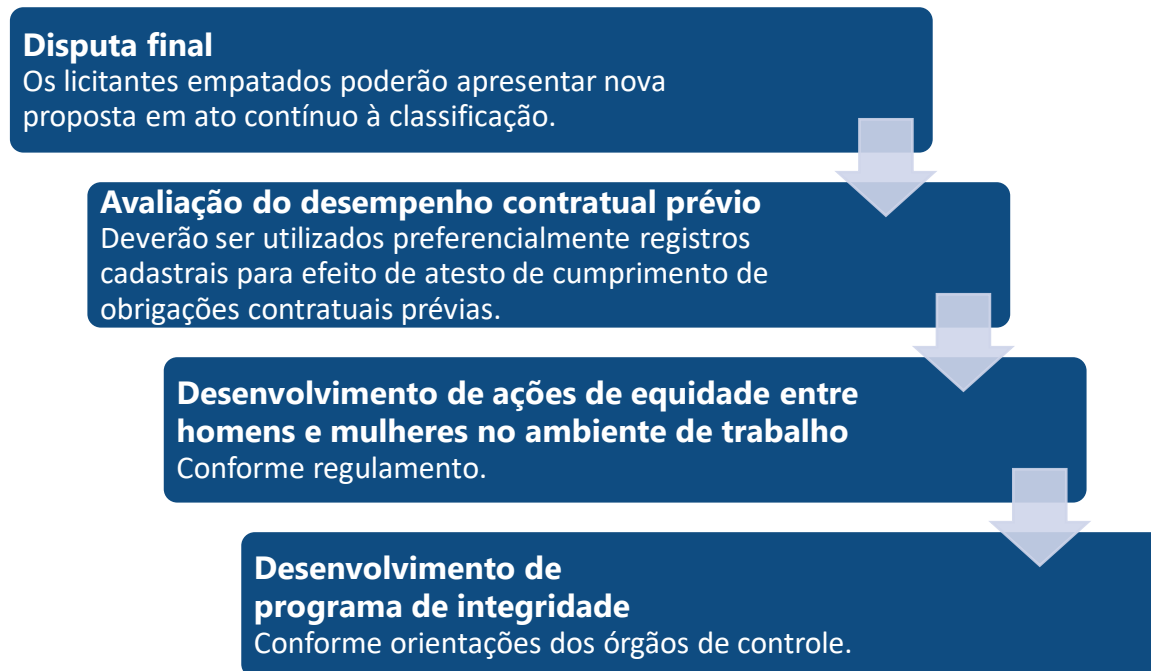 Disputa final
Os licitantes empatados poderão apresentar nova
proposta em ato contínuo à classificação.
Avaliação do desempenho contratual prévio
Deverão ser utilizados preferencialmente registros
cadastrais para efeito de atesto de cumprimento de
obrigações contratuais prévias.
Desenvolvimento de ações de equidade entre
homens e mulheres no ambiente de trabalho
Conforme regulamento.
Desenvolvimento de
programa de integridade
Conforme orientações dos órgãos de controle.